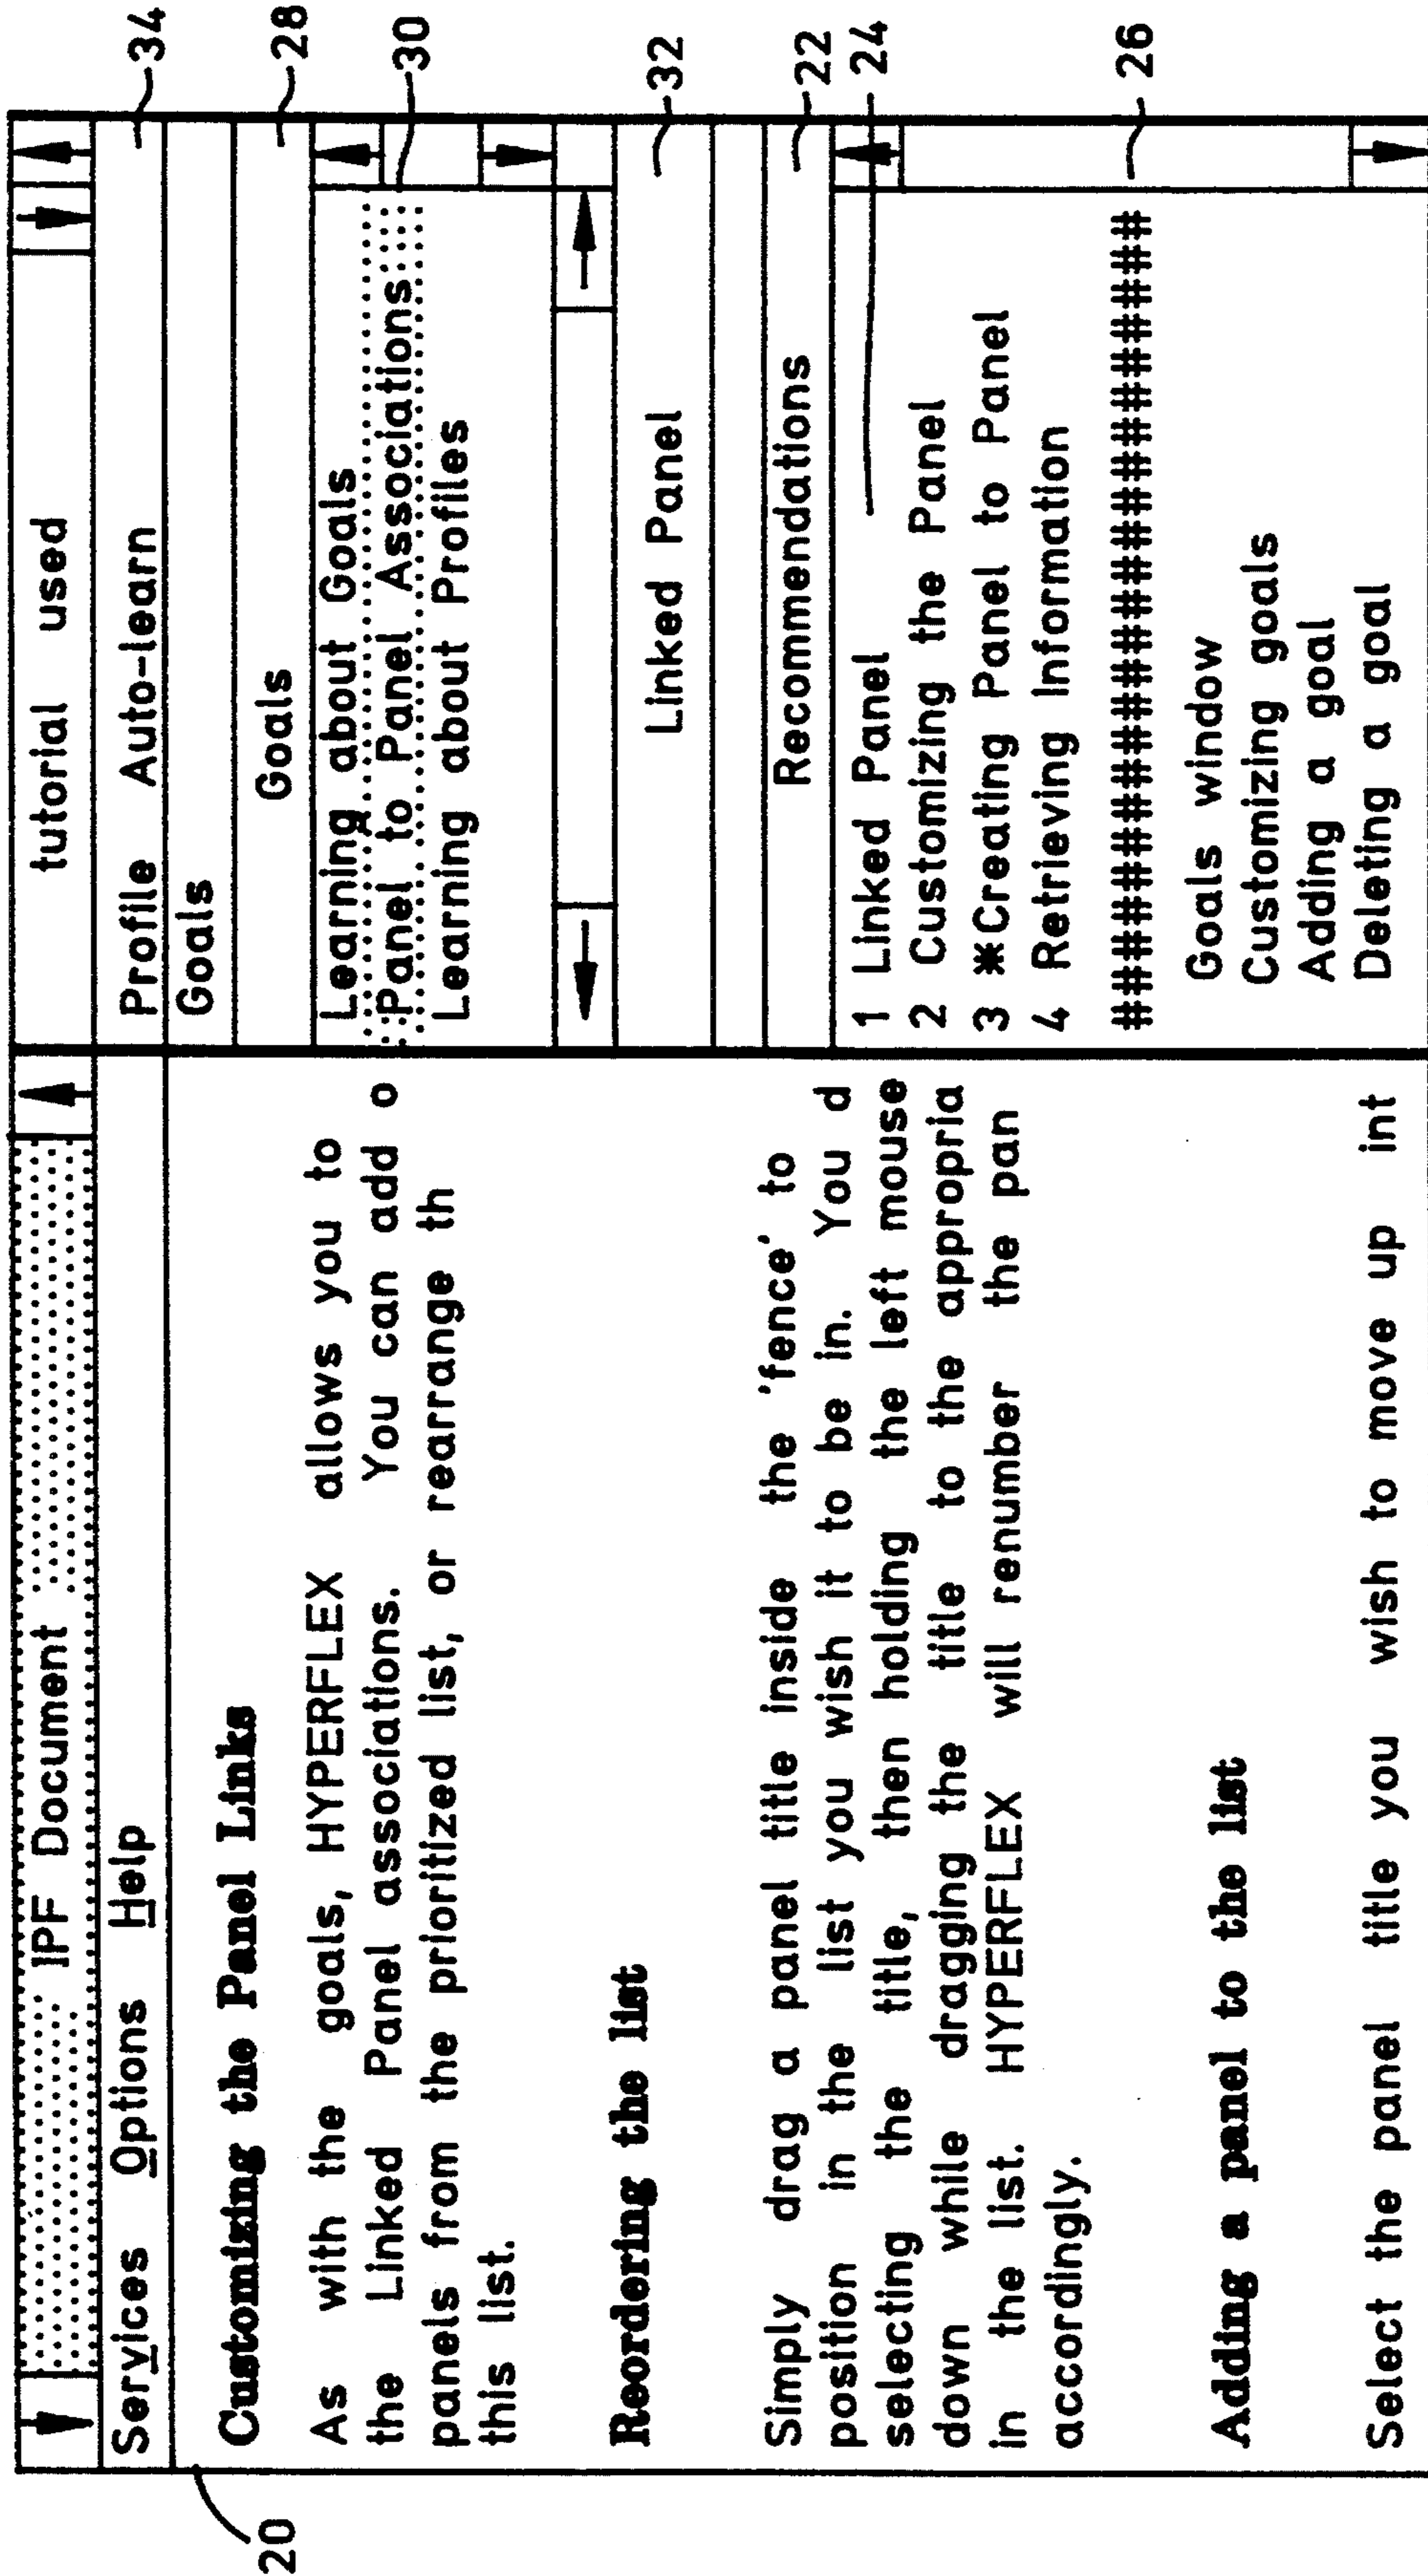 IPF Document
Services Options Help
Customizing the Panel Links
As with the goals, HYPERFLEX allows you to
the Linked Panel associations. You can add o
panels from the prioritized list, or rearrange th
this list.
Reordering the list
Simply drag a panel title inside the 'fence' to
position in the list you wish it to be in. You d
selecting the title, then holding the left mouse
down while dragging the title to the appropria
in the list. HYPERFLEX will renumber the pan
accordingly.
Adding a panel to the list
Select the panel title you wish to move up int
20
tutorial used
Profile Auto-learn
34
Goals
Goals
28
Learning about Goals
Panel to Panel Associations
30
Learning about Profiles
Linked Panel
32
Recommendations
22
1 Linked Panel
24
2 Customizing the Panel
3 *Creating Panel to Panel
4 Retrieving Information
########################
26
Goals window
Customizing goals
Adding a goal
Deleting a goal